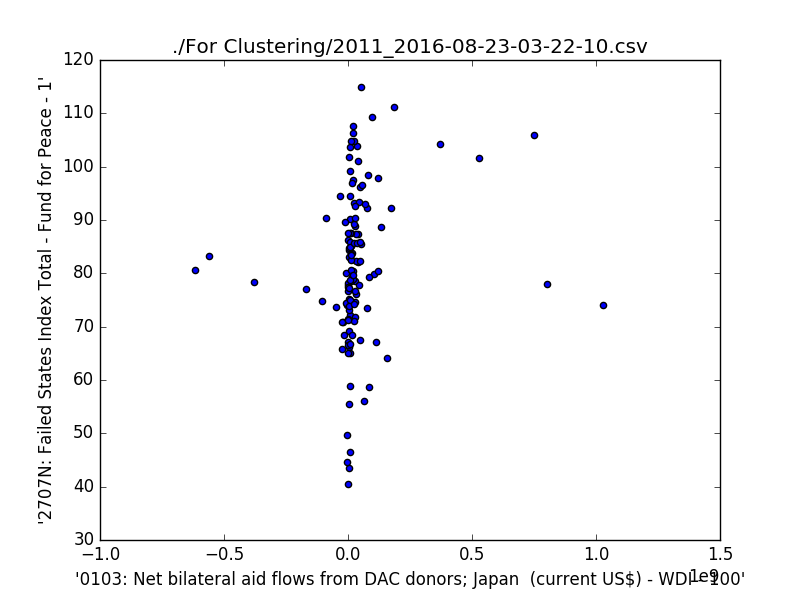 ./For Clustering/2011_2016-08-23-03-22-10.csv
120
110
100
90
80
70
60
50
40
30
'2707N: Failed States Index Total - Fund for Peace - 1'
−1.0 −0.5 0.0 0.5 1.0 1.5
1e9
'0103: Net bilateral aid flows from DAC donors; Japan  (current US$) - WDI - 100'